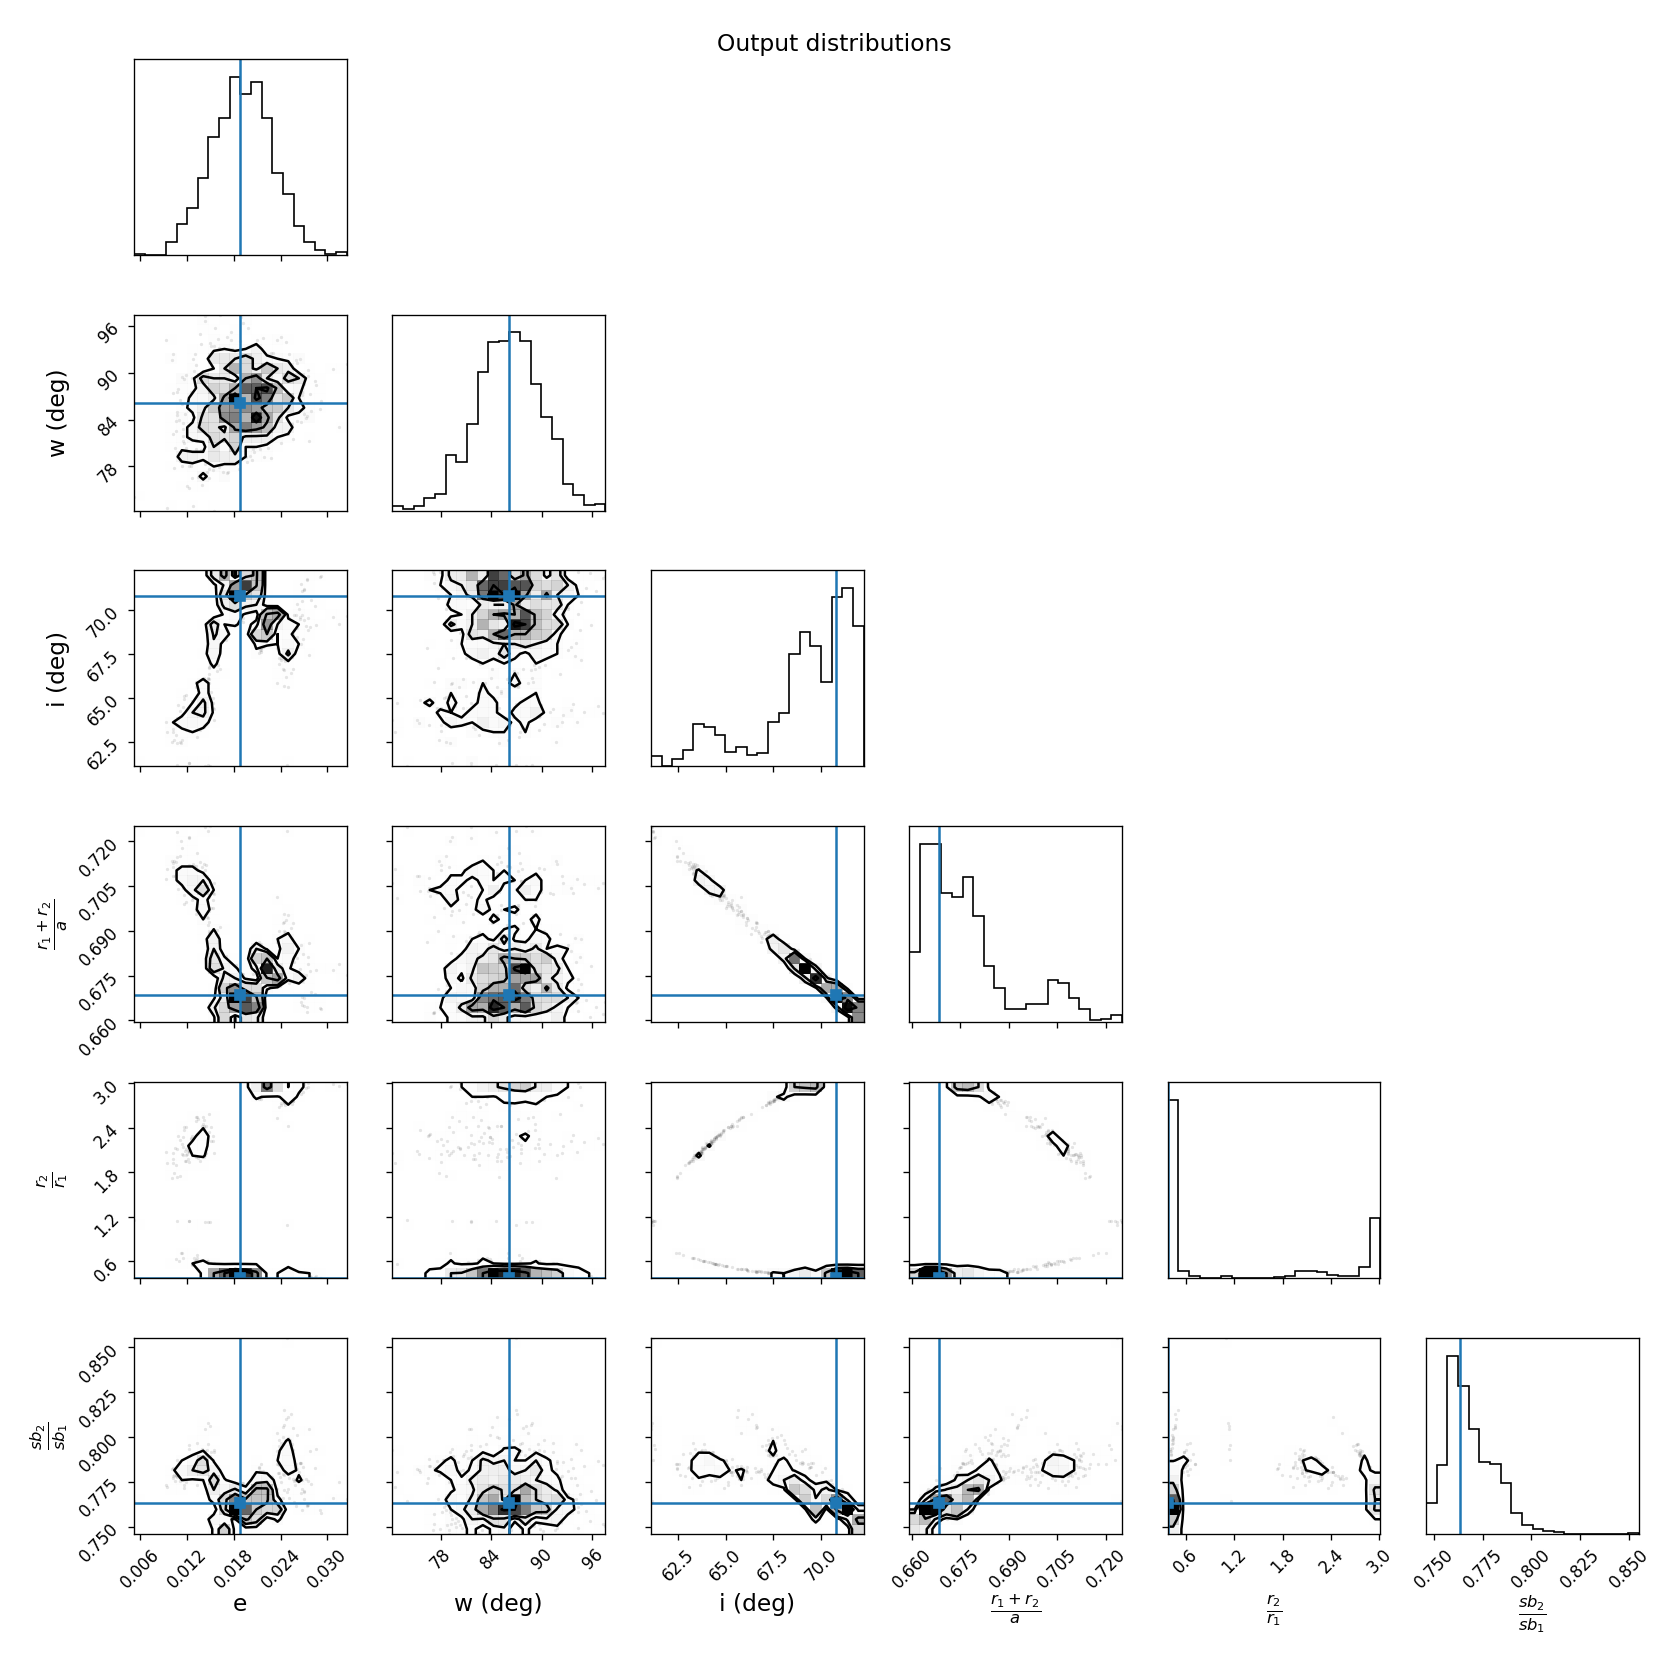 Output distributions
96
90
84
78
w (deg)
70.0
67.5
65.0
62.5
i (deg)
0.720
0.705
0.690
0.675
0.660
r₁ + r₂
a
3.0
2.4
1.8
1.2
0.6
r₂
r₁
0.850
0.825
0.800
0.775
0.750
sb₂
sb₁
0.006 0.012 0.018 0.024 0.030 78 84 90 96 62.5 65.0 67.5 70.0 0.660 0.675 0.690 0.705 0.720 0.6 1.2 1.8 2.4 3.0 0.750 0.775 0.800 0.825 0.850
e w (deg) i (deg) r₁ + r₂ r₂ sb₂
a r₁ sb₁